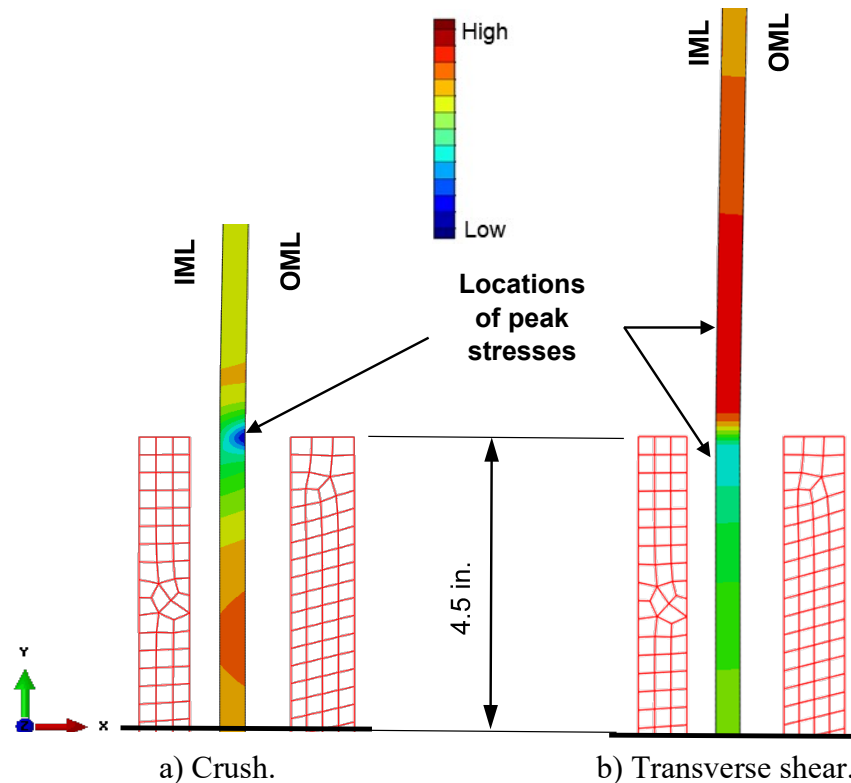 High
Low
IML
OML
IML
OML
Locations
of peak
stresses
4.5 in.
Y
Z
X
a) Crush.
b) Transverse shear.